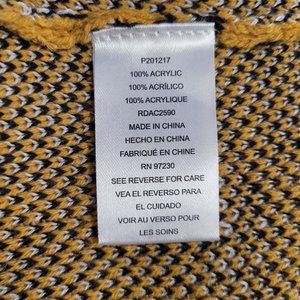 P201217
100% ACRYLIC
100% ACRÍLICO
100% ACRYLIQUE
RDAC2590
MADE IN CHINA
HECHO EN CHINA
FABRIQUÉ EN CHINE
RN 97230
SEE REVERSE FOR CARE
VEA EL REVERSO PARA
EL CUIDADO
VOIR AU VERSO POUR
LES SOINS